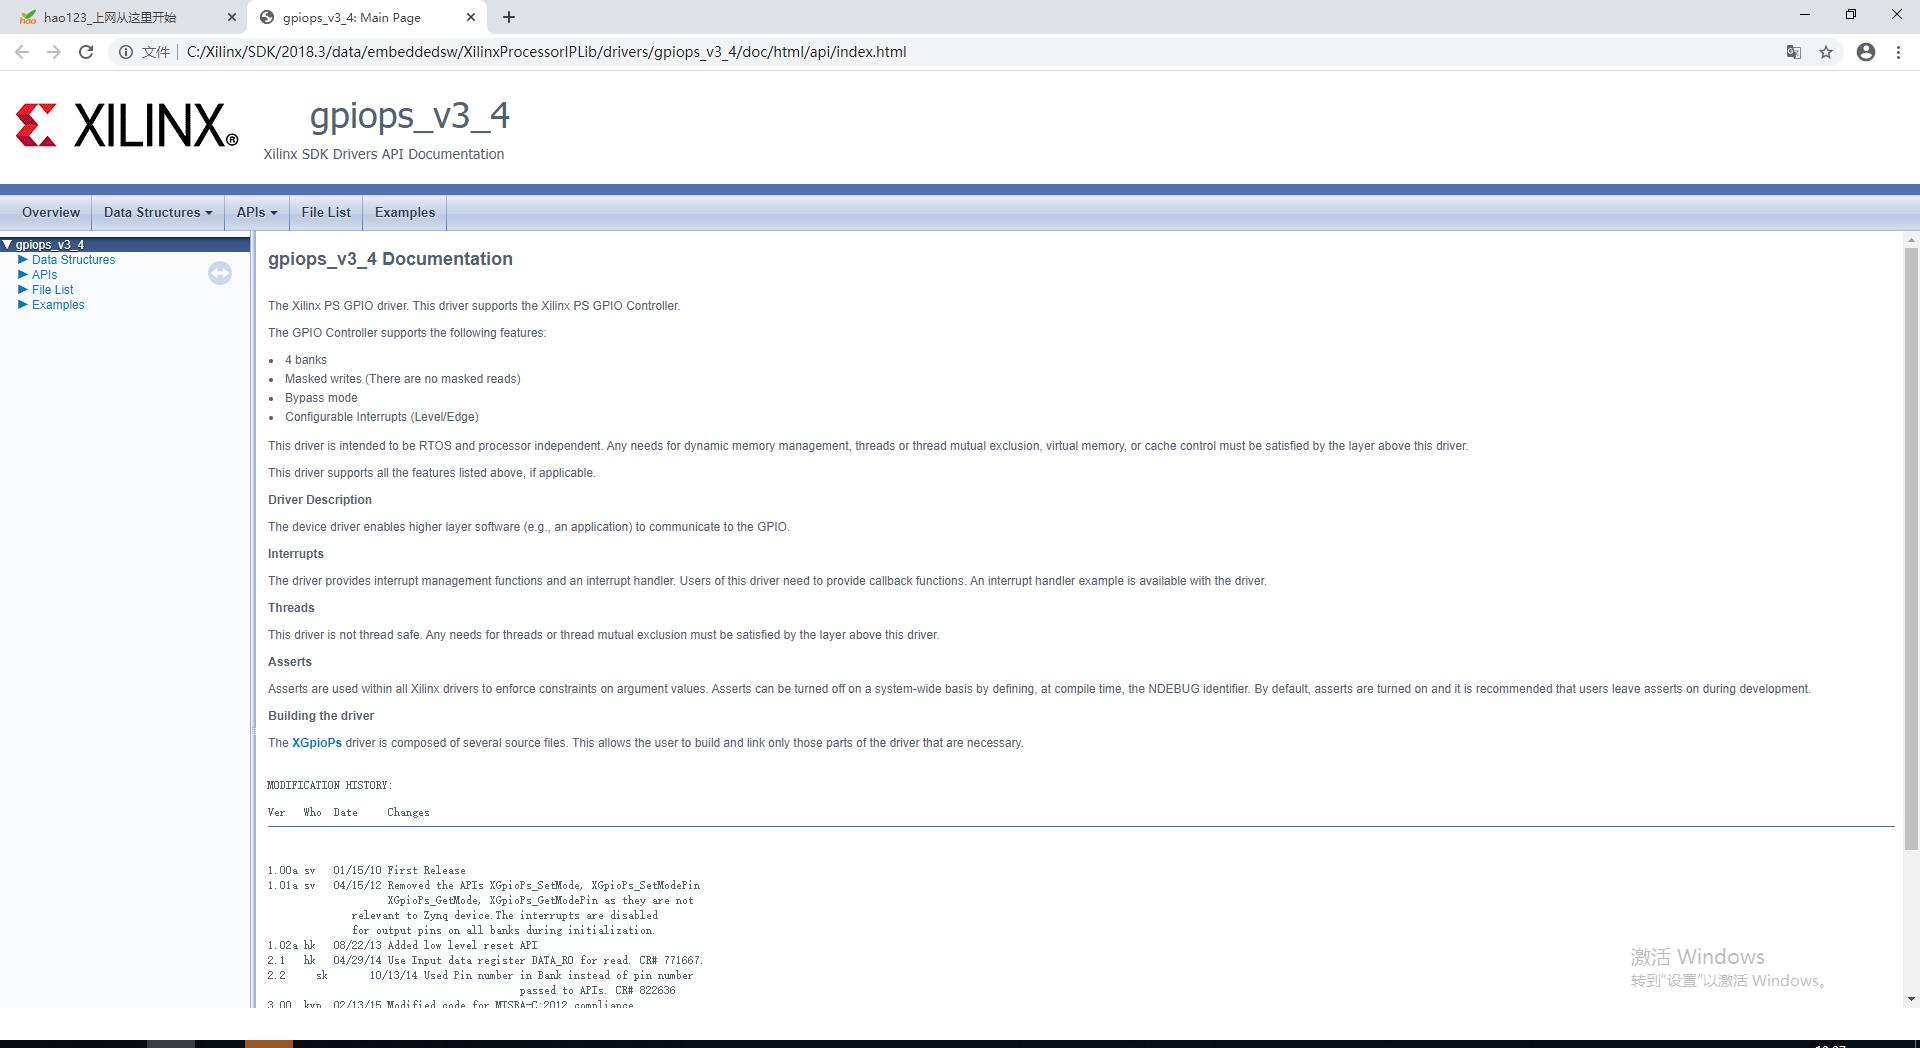 hao123_上网从这里开始
gpiops_v3_4: Main Page
文件 C:/Xilinx/SDK/2018.3/data/embeddedsw/XilinxProcessorIPLib/drivers/gpiops_v3_4/doc/html/api/index.html
XILINX®
gpiops_v3_4
Xilinx SDK Drivers API Documentation
Overview Data Structures APIs File List Examples
gpiops_v3_4
Data Structures
APIs
File List
Examples
gpiops_v3_4 Documentation
The Xilinx PS GPIO driver. This driver supports the Xilinx PS GPIO Controller.
The GPIO Controller supports the following features:
• 4 banks
• Masked writes (There are no masked reads)
• Bypass mode
• Configurable Interrupts (Level/Edge)
This driver is intended to be RTOS and processor independent. Any needs for dynamic memory management, threads or thread mutual exclusion, virtual memory, or cache control must be satisfied by the layer above this driver.
This driver supports all the features listed above, if applicable.
Driver Description
The device driver enables higher layer software (e.g., an application) to communicate to the GPIO.
Interrupts
The driver provides interrupt management functions and an interrupt handler. Users of this driver need to provide callback functions. An interrupt handler example is available with the driver.
Threads
This driver is not thread safe. Any needs for threads or thread mutual exclusion must be satisfied by the layer above this driver.
Asserts
Asserts are used within all Xilinx drivers to enforce constraints on argument values. Asserts can be turned off on a system-wide basis by defining, at compile time, the NDEBUG identifier. By default, asserts are turned on and it is recommended that users leave asserts on during development.
Building the driver
The XGpioPs driver is composed of several source files. This allows the user to build and link only those parts of the driver that are necessary.
MODIFICATION HISTORY:
Ver Who Date Changes
1.00a sv 01/15/10 First Release
1.01a sv 04/15/12 Removed the APIs XGpioPs_SetMode, XGpioPs_SetModePin
XGpioPs_GetMode, XGpioPs_GetModePin as they are not
relevant to Zynq device.The interrupts are disabled
for output pins on all banks during initialization.
1.02a hk 08/22/13 Added low level reset API
2.1 hk 04/29/14 Use Input data register DATA_RO for read. CR# 771667.
2.2 sk 10/13/14 Used Pin number in Bank instead of pin number
passed to APIs. CR# 822636
3.00 kvn 02/13/15 Modified code for MISRA-C:2012 compliance.
激活 Windows
转到“设置”以激活 Windows。